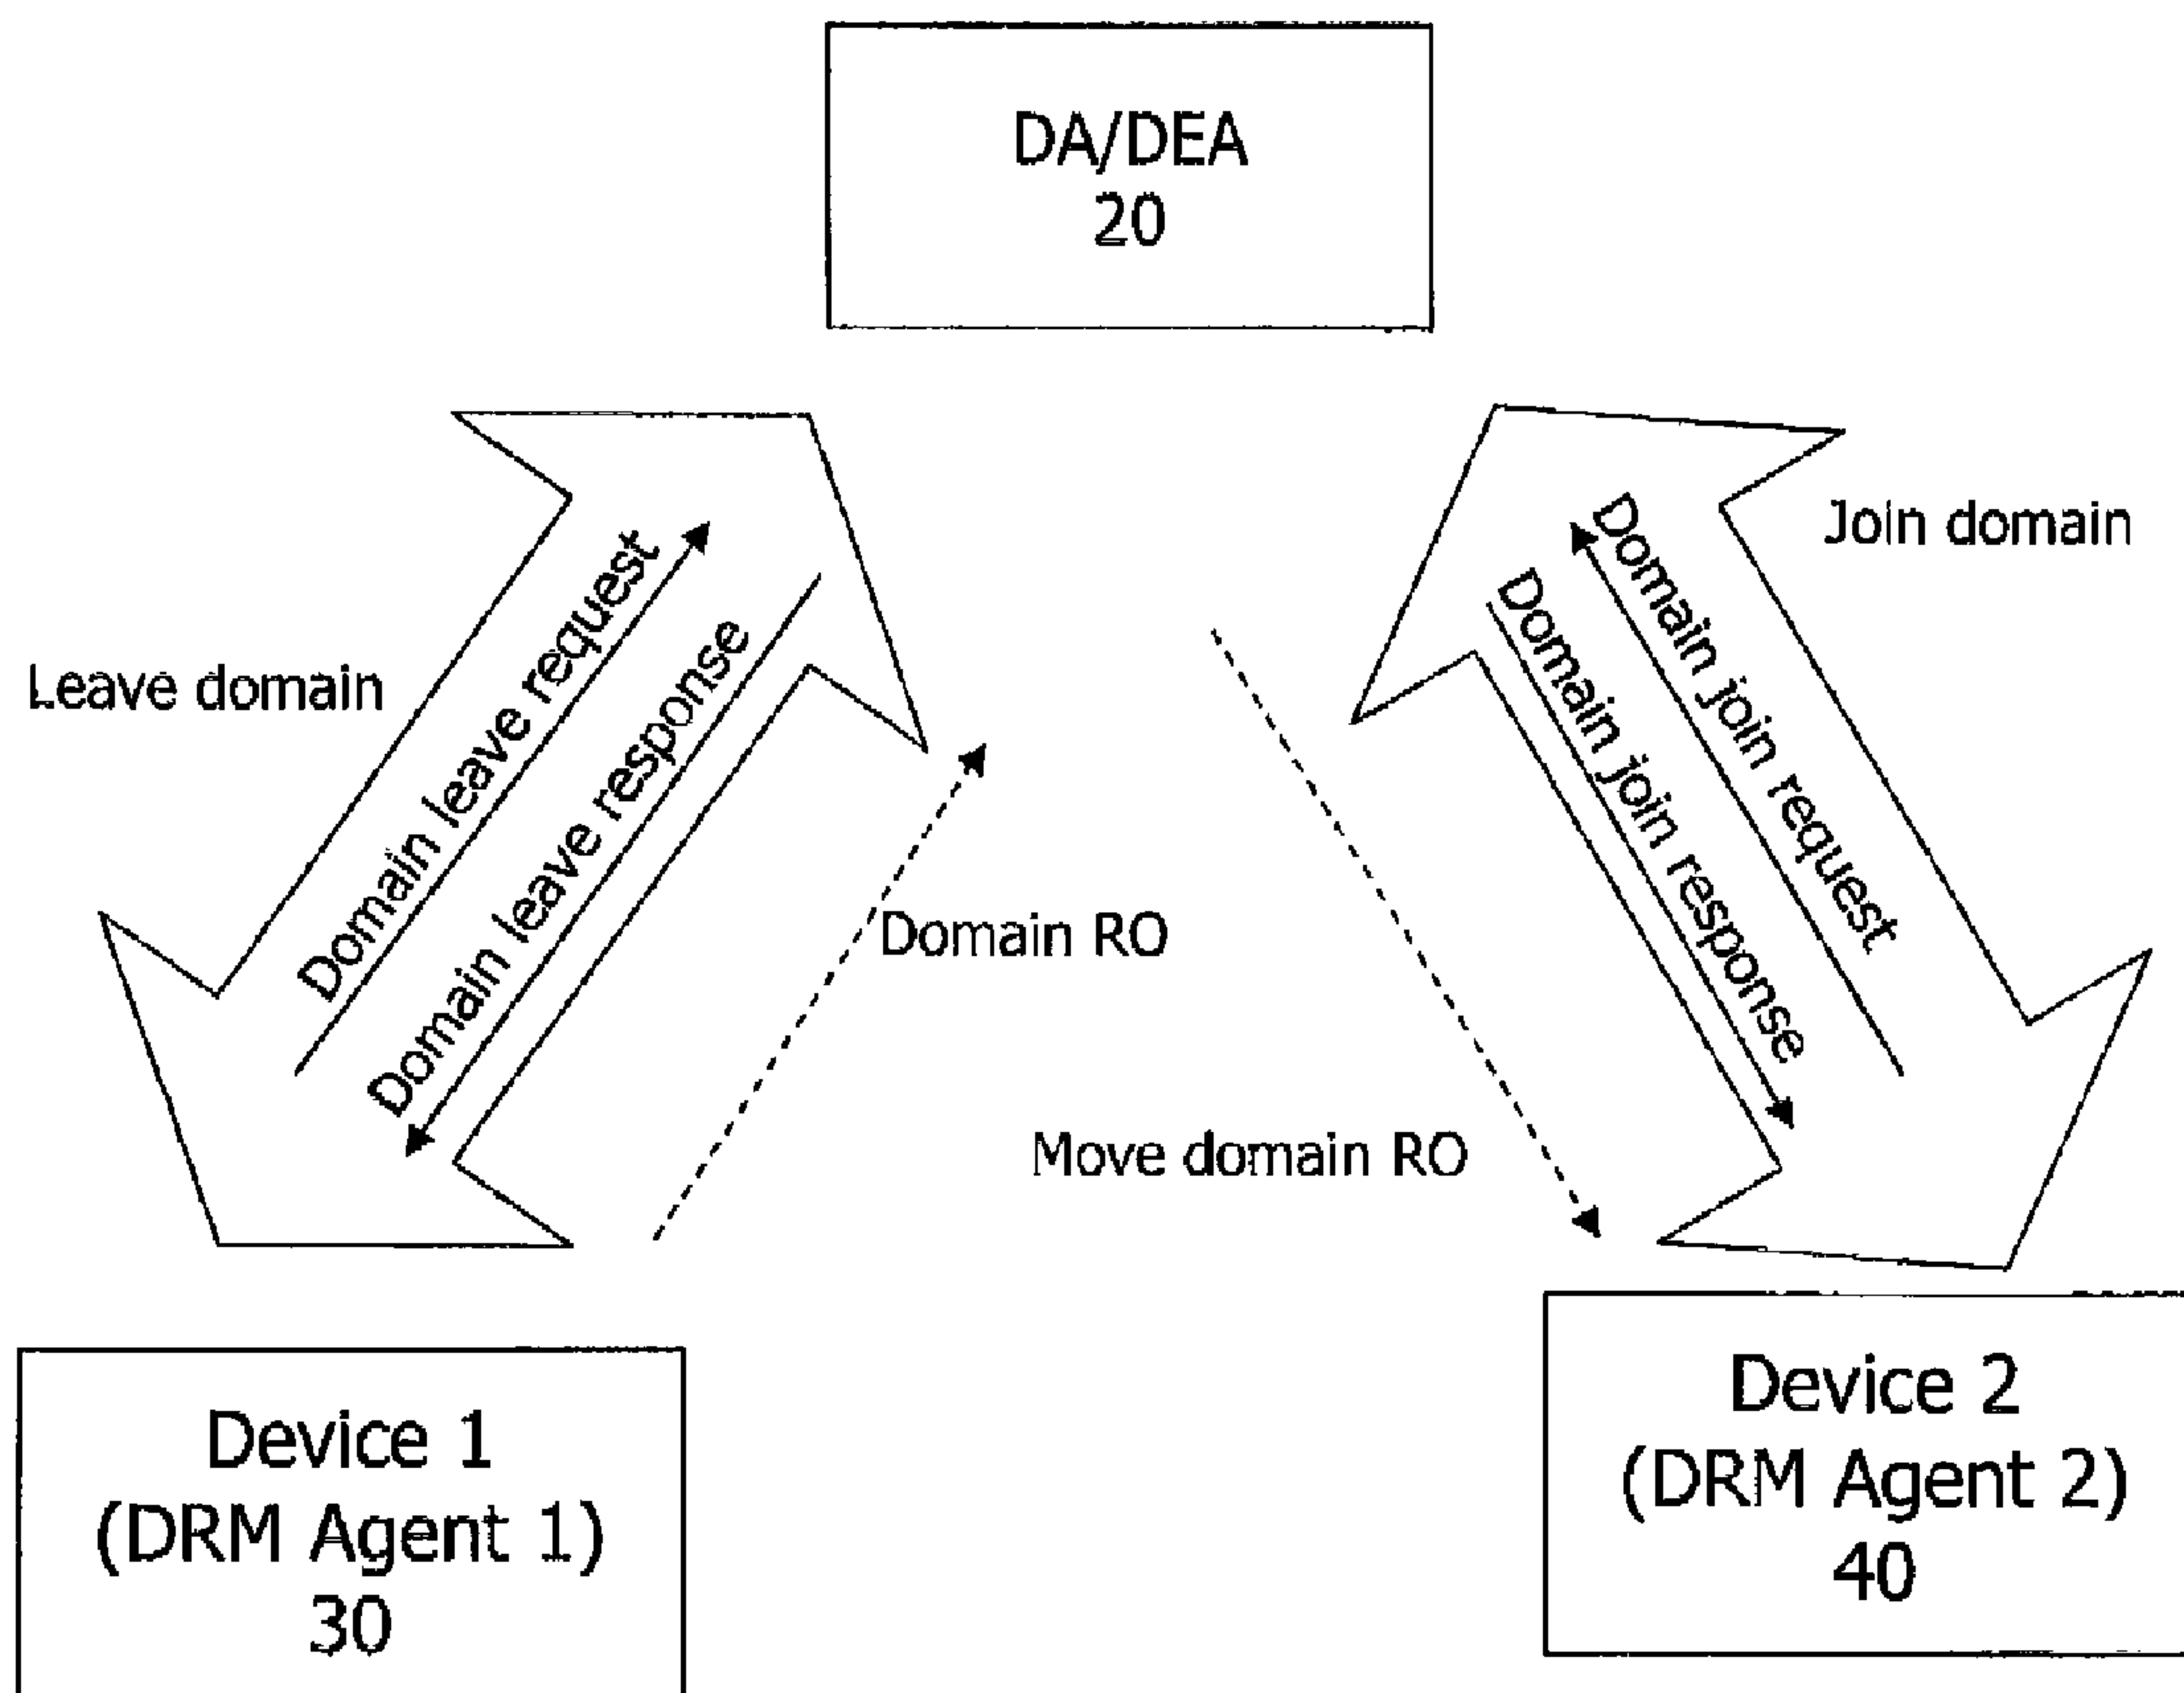 DA/DEA
20
Leave domain
Domain leave request
Domain leave response
Domain join response
Domain join request
Join domain
Domain RO
Move domain RO
Device 1
(DRM Agent 1)
30
Device 2
(DRM Agent 2)
40